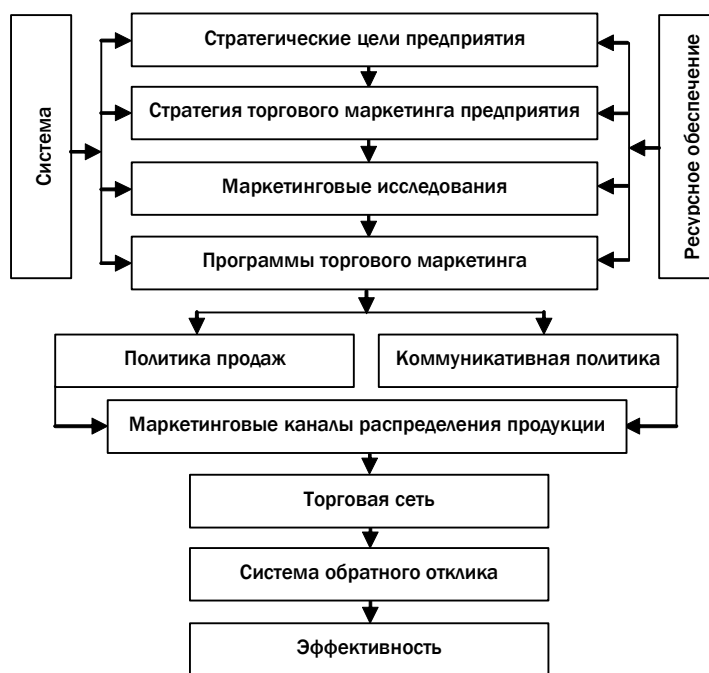 Стратегические цели предприятия
Стратегия торгового маркетинга предприятия
Система
Ресурсное обеспечение
Маркетинговые исследования
Программы торгового маркетинга
Политика продаж
Коммуникативная политика
Маркетинговые каналы распределения продукции
Торговая сеть
Система обратного отклика
Эффективность